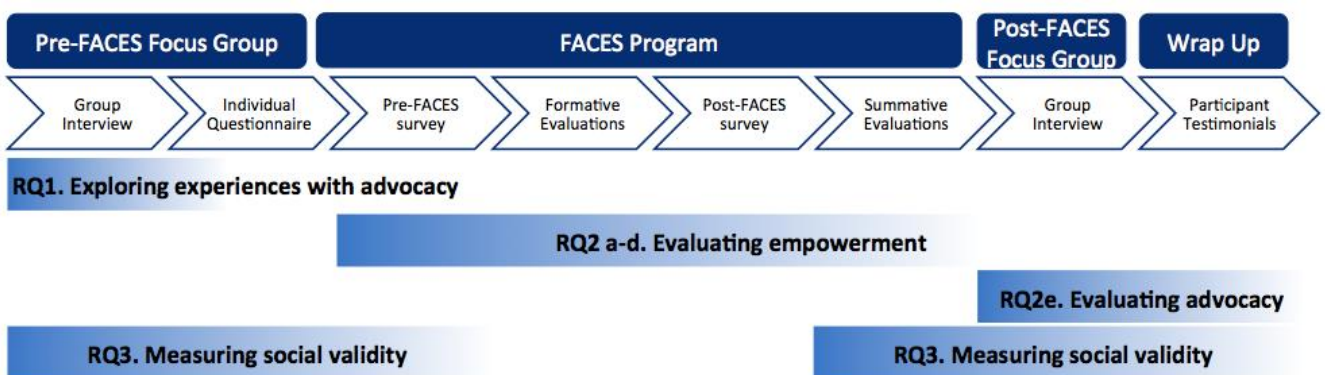 Pre-FACES Focus Group
FACES Program
Post-FACES
Focus Group
Wrap Up
Group
Interview
Individual
Questionnaire
Pre-FACES
survey
Formative
Evaluations
Post-FACES
survey
Summative
Evaluations
Group
Interview
Participant
Testimonials
RQ1. Exploring experiences with advocacy
RQ2 a-d. Evaluating empowerment
RQ2e. Evaluating advocacy
RQ3. Measuring social validity
RQ3. Measuring social validity